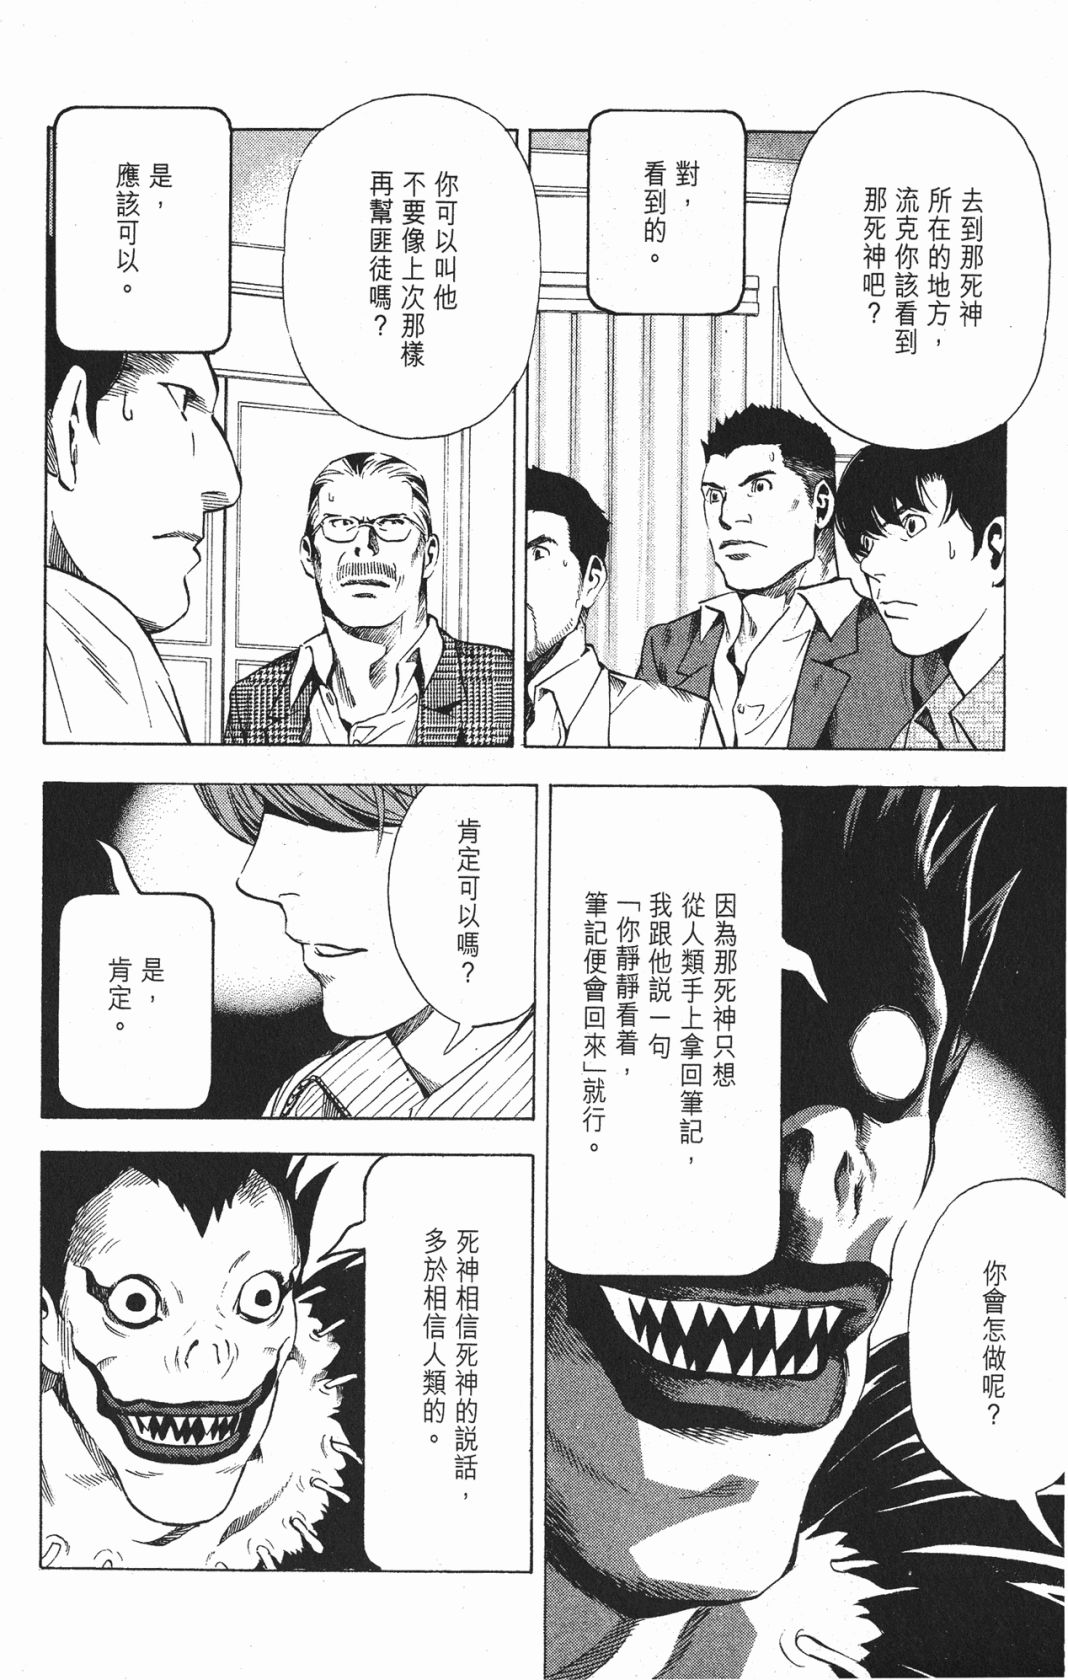 去到那死神
所在的地方，
流克你該看到
那死神吧？
對，
看到的。
你可以叫他
不要像上次那樣
再幫匪徒嗎？
是，
應該可以。
你會怎做呢？
因為那死神只想
從人類手上拿回筆記，
我跟他說一句
「你靜靜看着，
筆記便會回來」就行。
肯定可以嗎？
是，
肯定。
死神相信死神的說話，
多於相信人類的。